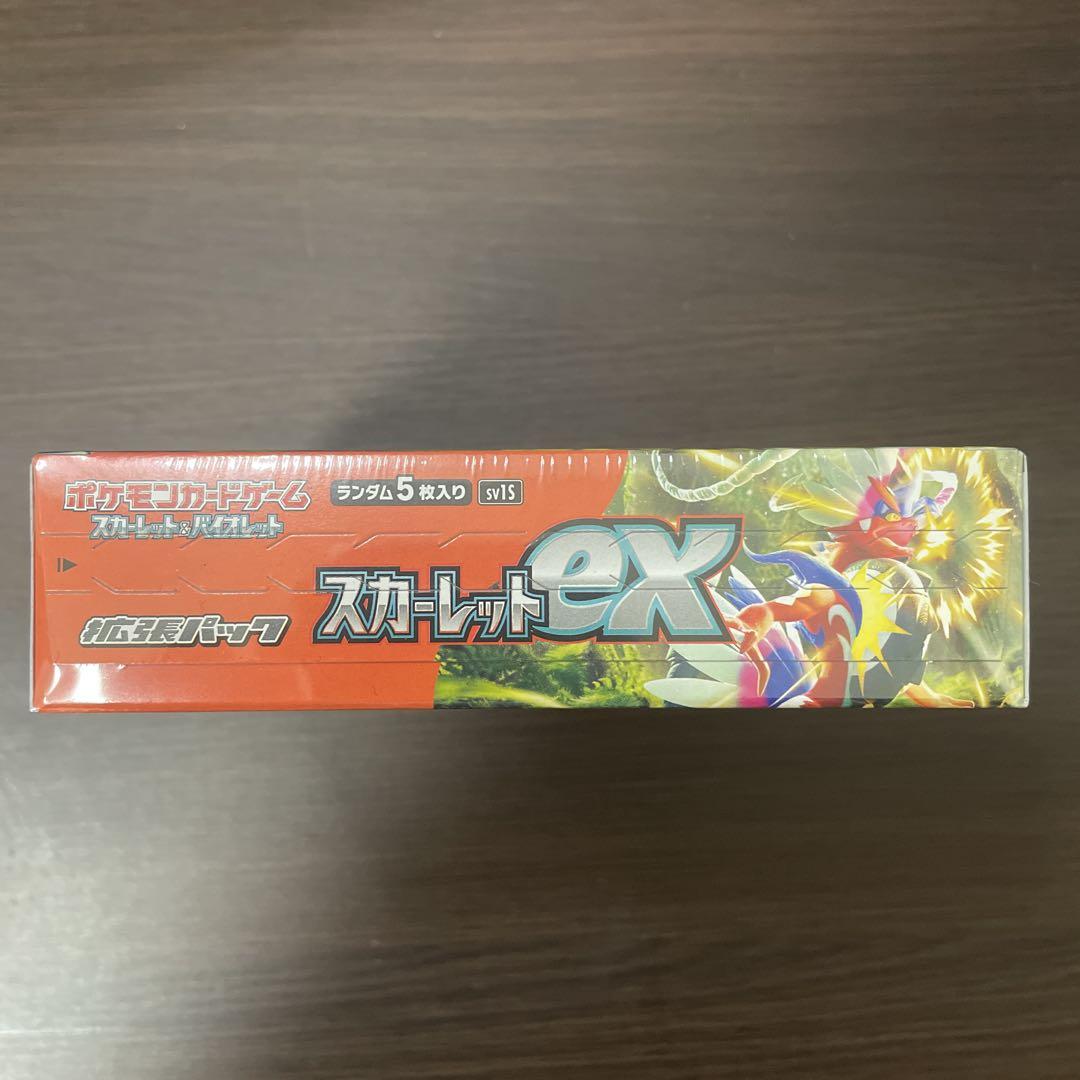 ポケモンカードゲーム
スカーレット&バイオレット
ランダム5枚入り sv1S
拡張パック
スカーレットex